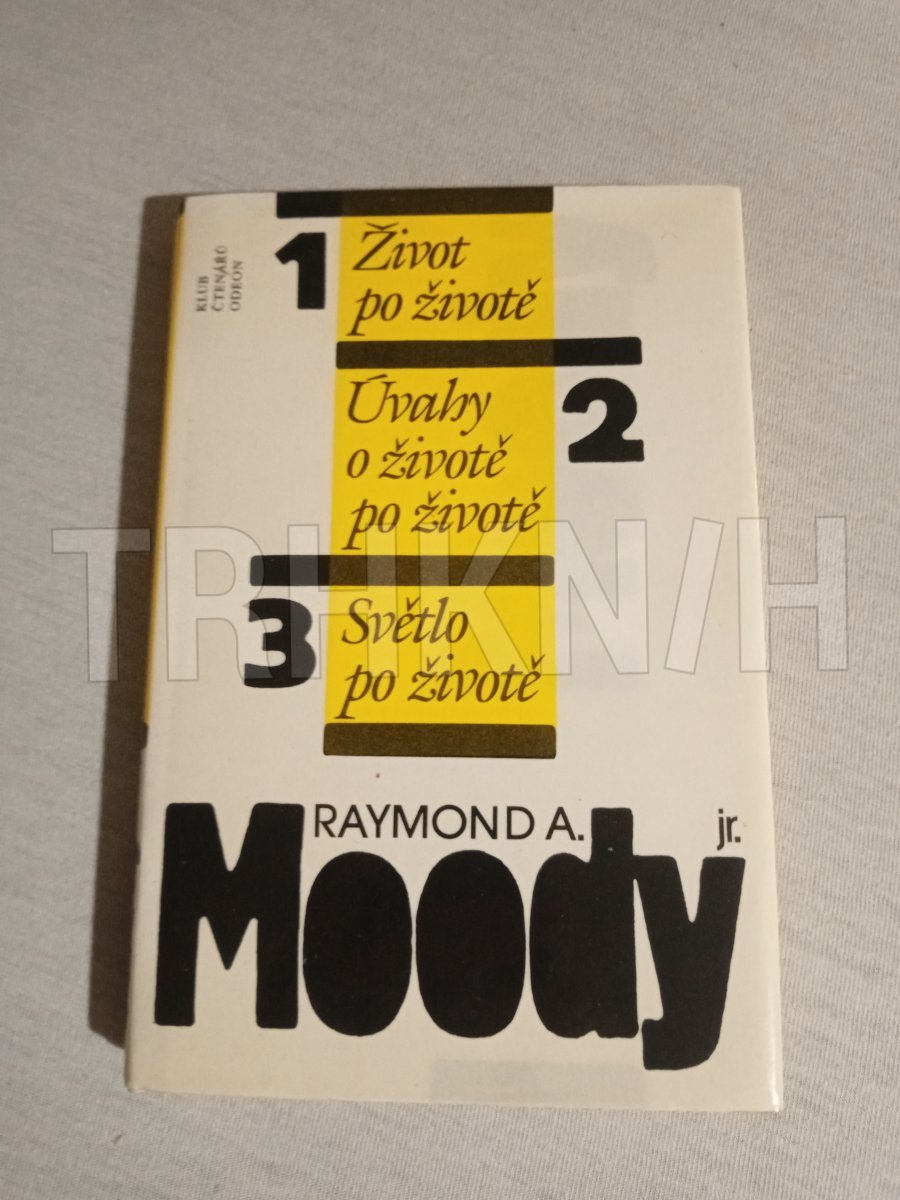 KLUB
ČTENÁŘŮ
ODEON
1
Život
po životě
2
Úvahy
o životě
po životě
3
Světlo
po životě
TRHKNIH
RAYMOND A.
Moody
jr.